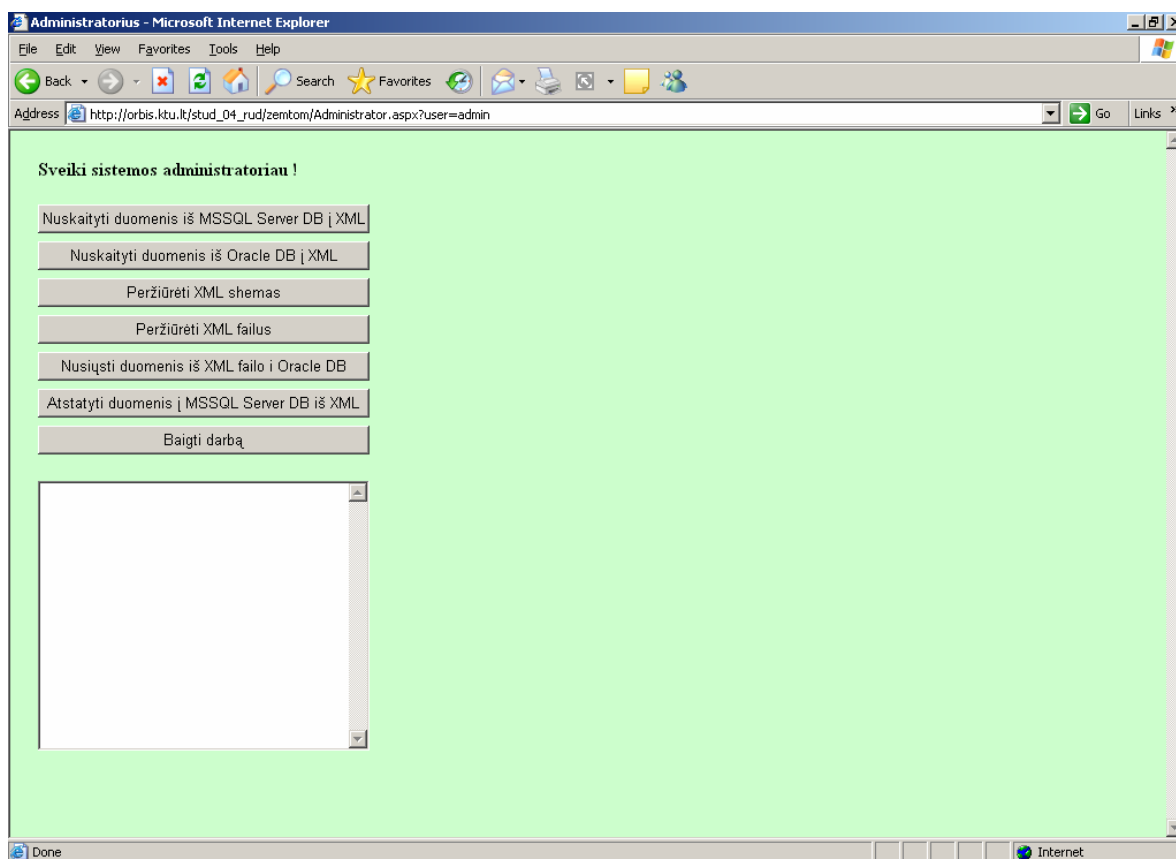 Administratorius - Microsoft Internet Explorer
File Edit View Favorites Tools Help
Back Search Favorites
Address http://orbis.ktu.lt/stud_04_rud/zemtom/Administrator.aspx?user=admin Go Links »
Sveiki sistemos administratoriau !
Nuskaityti duomenis iš MSSQL Server DB į XML
Nuskaityti duomenis iš Oracle DB į XML
Peržiūrėti XML shemas
Peržiūrėti XML failus
Nusiųsti duomenis iš XML failo i Oracle DB
Atstatyti duomenis į MSSQL Server DB iš XML
Baigti darbą
Done Internet